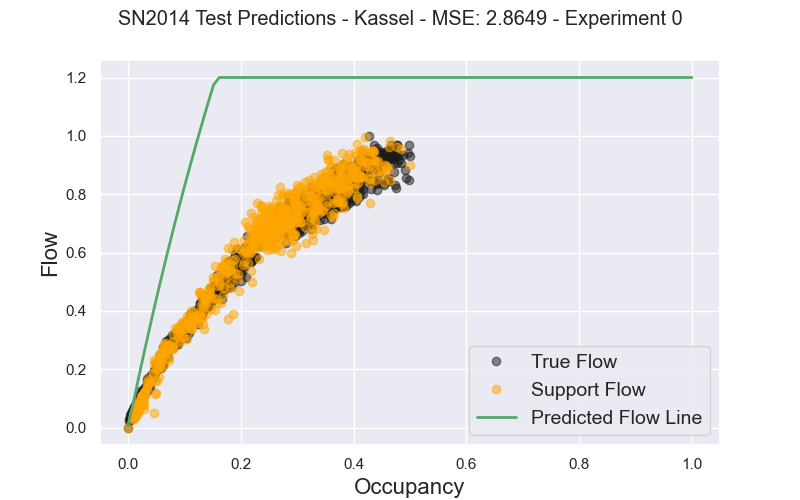 SN2014 Test Predictions - Kassel - MSE: 2.8649 - Experiment 0
1.2
1.0
0.8
0.6
0.4
0.2
0.0
Flow
True Flow
Support Flow
Predicted Flow Line
0.0 0.2 0.4 0.6 0.8 1.0
Occupancy